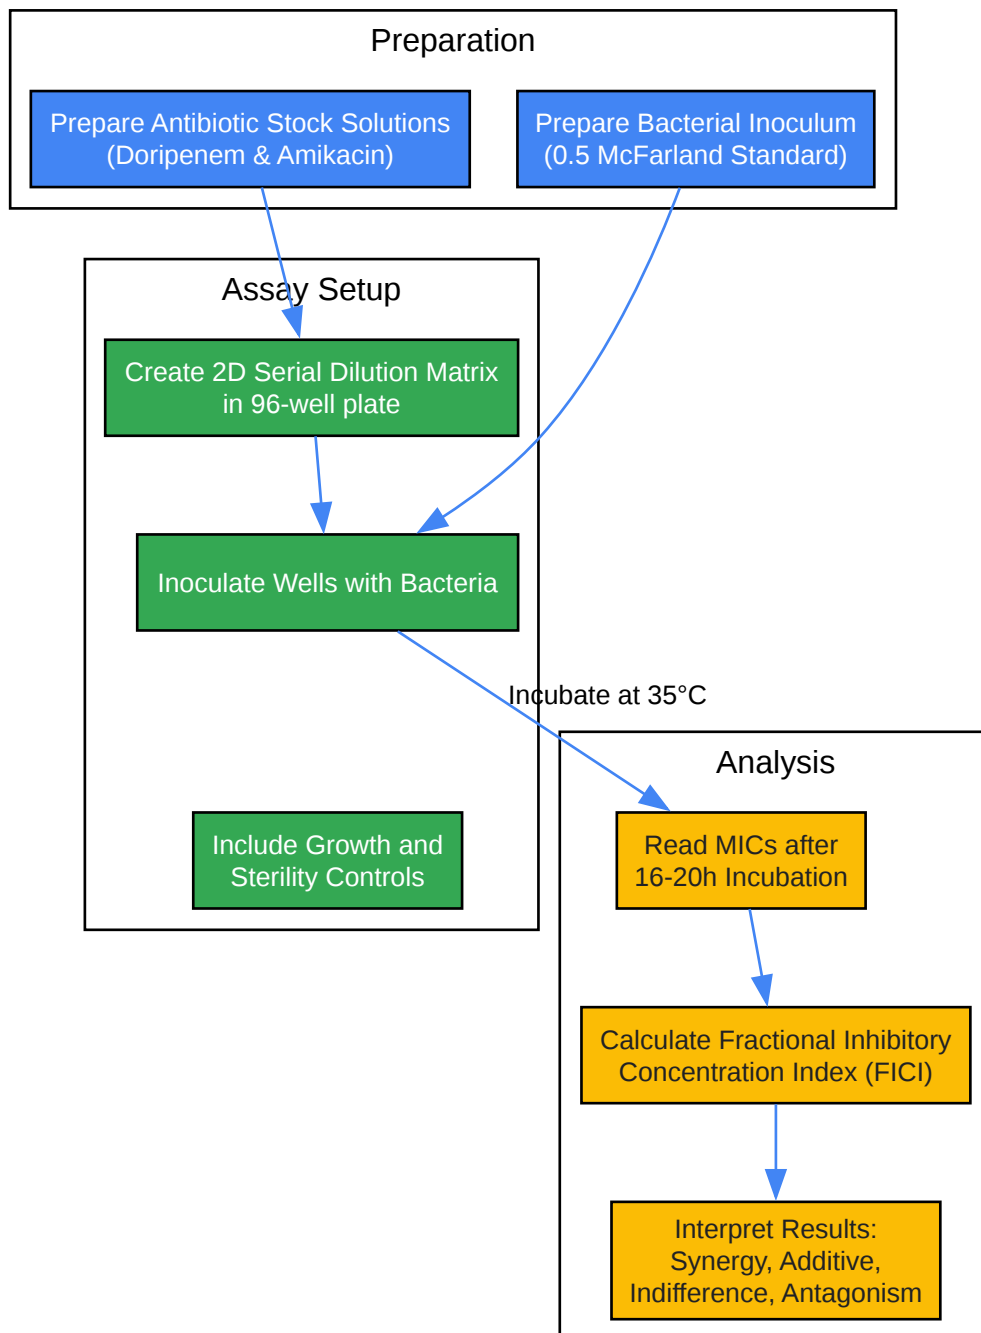 Preparation
Prepare Antibiotic Stock Solutions
(Doripenem & Amikacin)
Prepare Bacterial Inoculum
(0.5 McFarland Standard)
Assay Setup
Create 2D Serial Dilution Matrix
in 96-well plate
Inoculate Wells with Bacteria
Incubate at 35°C
Include Growth and
Sterility Controls
Analysis
Read MICs after
16-20h Incubation
Calculate Fractional Inhibitory
Concentration Index (FICI)
Interpret Results:
Synergy, Additive,
Indifference, Antagonism